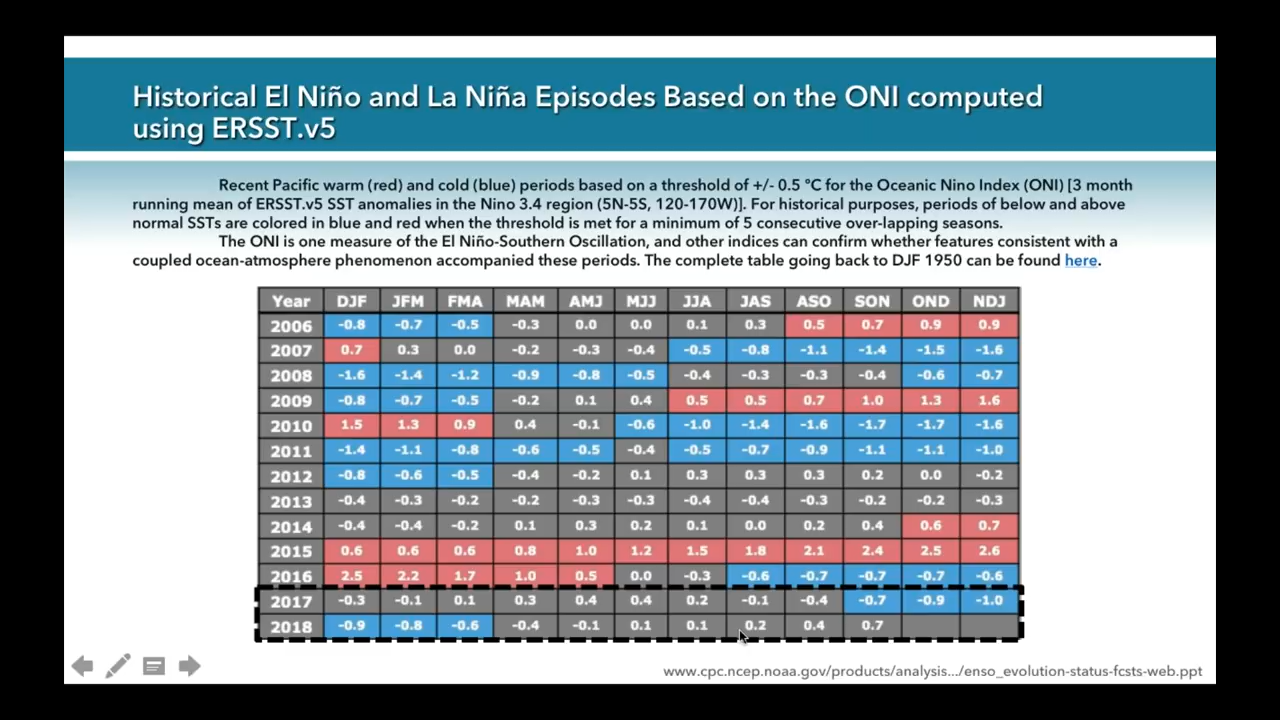 Historical El Niño and La Niña Episodes Based on the ONI computed
using ERSST.v5
Recent Pacific warm (red) and cold (blue) periods based on a threshold of +/- 0.5 °C for the Oceanic Nino Index (ONI) [3 month
running mean of ERSST.v5 SST anomalies in the Nino 3.4 region (5N-5S, 120-170W)]. For historical purposes, periods of below and above
normal SSTs are colored in blue and red when the threshold is met for a minimum of 5 consecutive over-lapping seasons.
The ONI is one measure of the El Niño-Southern Oscillation, and other indices can confirm whether features consistent with a
coupled ocean-atmosphere phenomenon accompanied these periods. The complete table going back to DJF 1950 can be found here.
Year DJF JFM FMA MAM AMJ MJJ JJA JAS ASO SON OND NDJ
2006 -0.8 -0.7 -0.5 -0.3 0.0 0.0 0.1 0.3 0.5 0.7 0.9 0.9
2007 0.7 0.3 0.0 -0.2 -0.3 -0.4 -0.5 -0.8 -1.1 -1.4 -1.5 -1.6
2008 -1.6 -1.4 -1.2 -0.9 -0.8 -0.5 -0.4 -0.3 -0.3 -0.4 -0.6 -0.7
2009 -0.8 -0.7 -0.5 -0.2 0.1 0.4 0.5 0.5 0.7 1.0 1.3 1.6
2010 1.5 1.3 0.9 0.4 -0.1 -0.6 -1.0 -1.4 -1.6 -1.7 -1.7 -1.6
2011 -1.4 -1.1 -0.8 -0.6 -0.5 -0.4 -0.5 -0.7 -0.9 -1.1 -1.1 -1.0
2012 -0.8 -0.6 -0.5 -0.4 -0.2 0.1 0.3 0.3 0.3 0.2 0.0 -0.2
2013 -0.4 -0.3 -0.2 -0.2 -0.3 -0.3 -0.4 -0.4 -0.3 -0.2 -0.2 -0.3
2014 -0.4 -0.4 -0.2 0.1 0.3 0.2 0.1 0.0 0.2 0.4 0.6 0.7
2015 0.6 0.6 0.6 0.8 1.0 1.2 1.5 1.8 2.1 2.4 2.5 2.6
2016 2.5 2.2 1.7 1.0 0.5 0.0 -0.3 -0.6 -0.7 -0.7 -0.7 -0.6
2017 -0.3 -0.1 0.1 0.3 0.4 0.4 0.2 -0.1 -0.4 -0.7 -0.9 -1.0
2018 -0.9 -0.8 -0.6 -0.4 -0.1 0.1 0.1 0.2 0.4 0.7
www.cpc.ncep.noaa.gov/products/analysis.../enso_evolution-status-fcsts-web.ppt